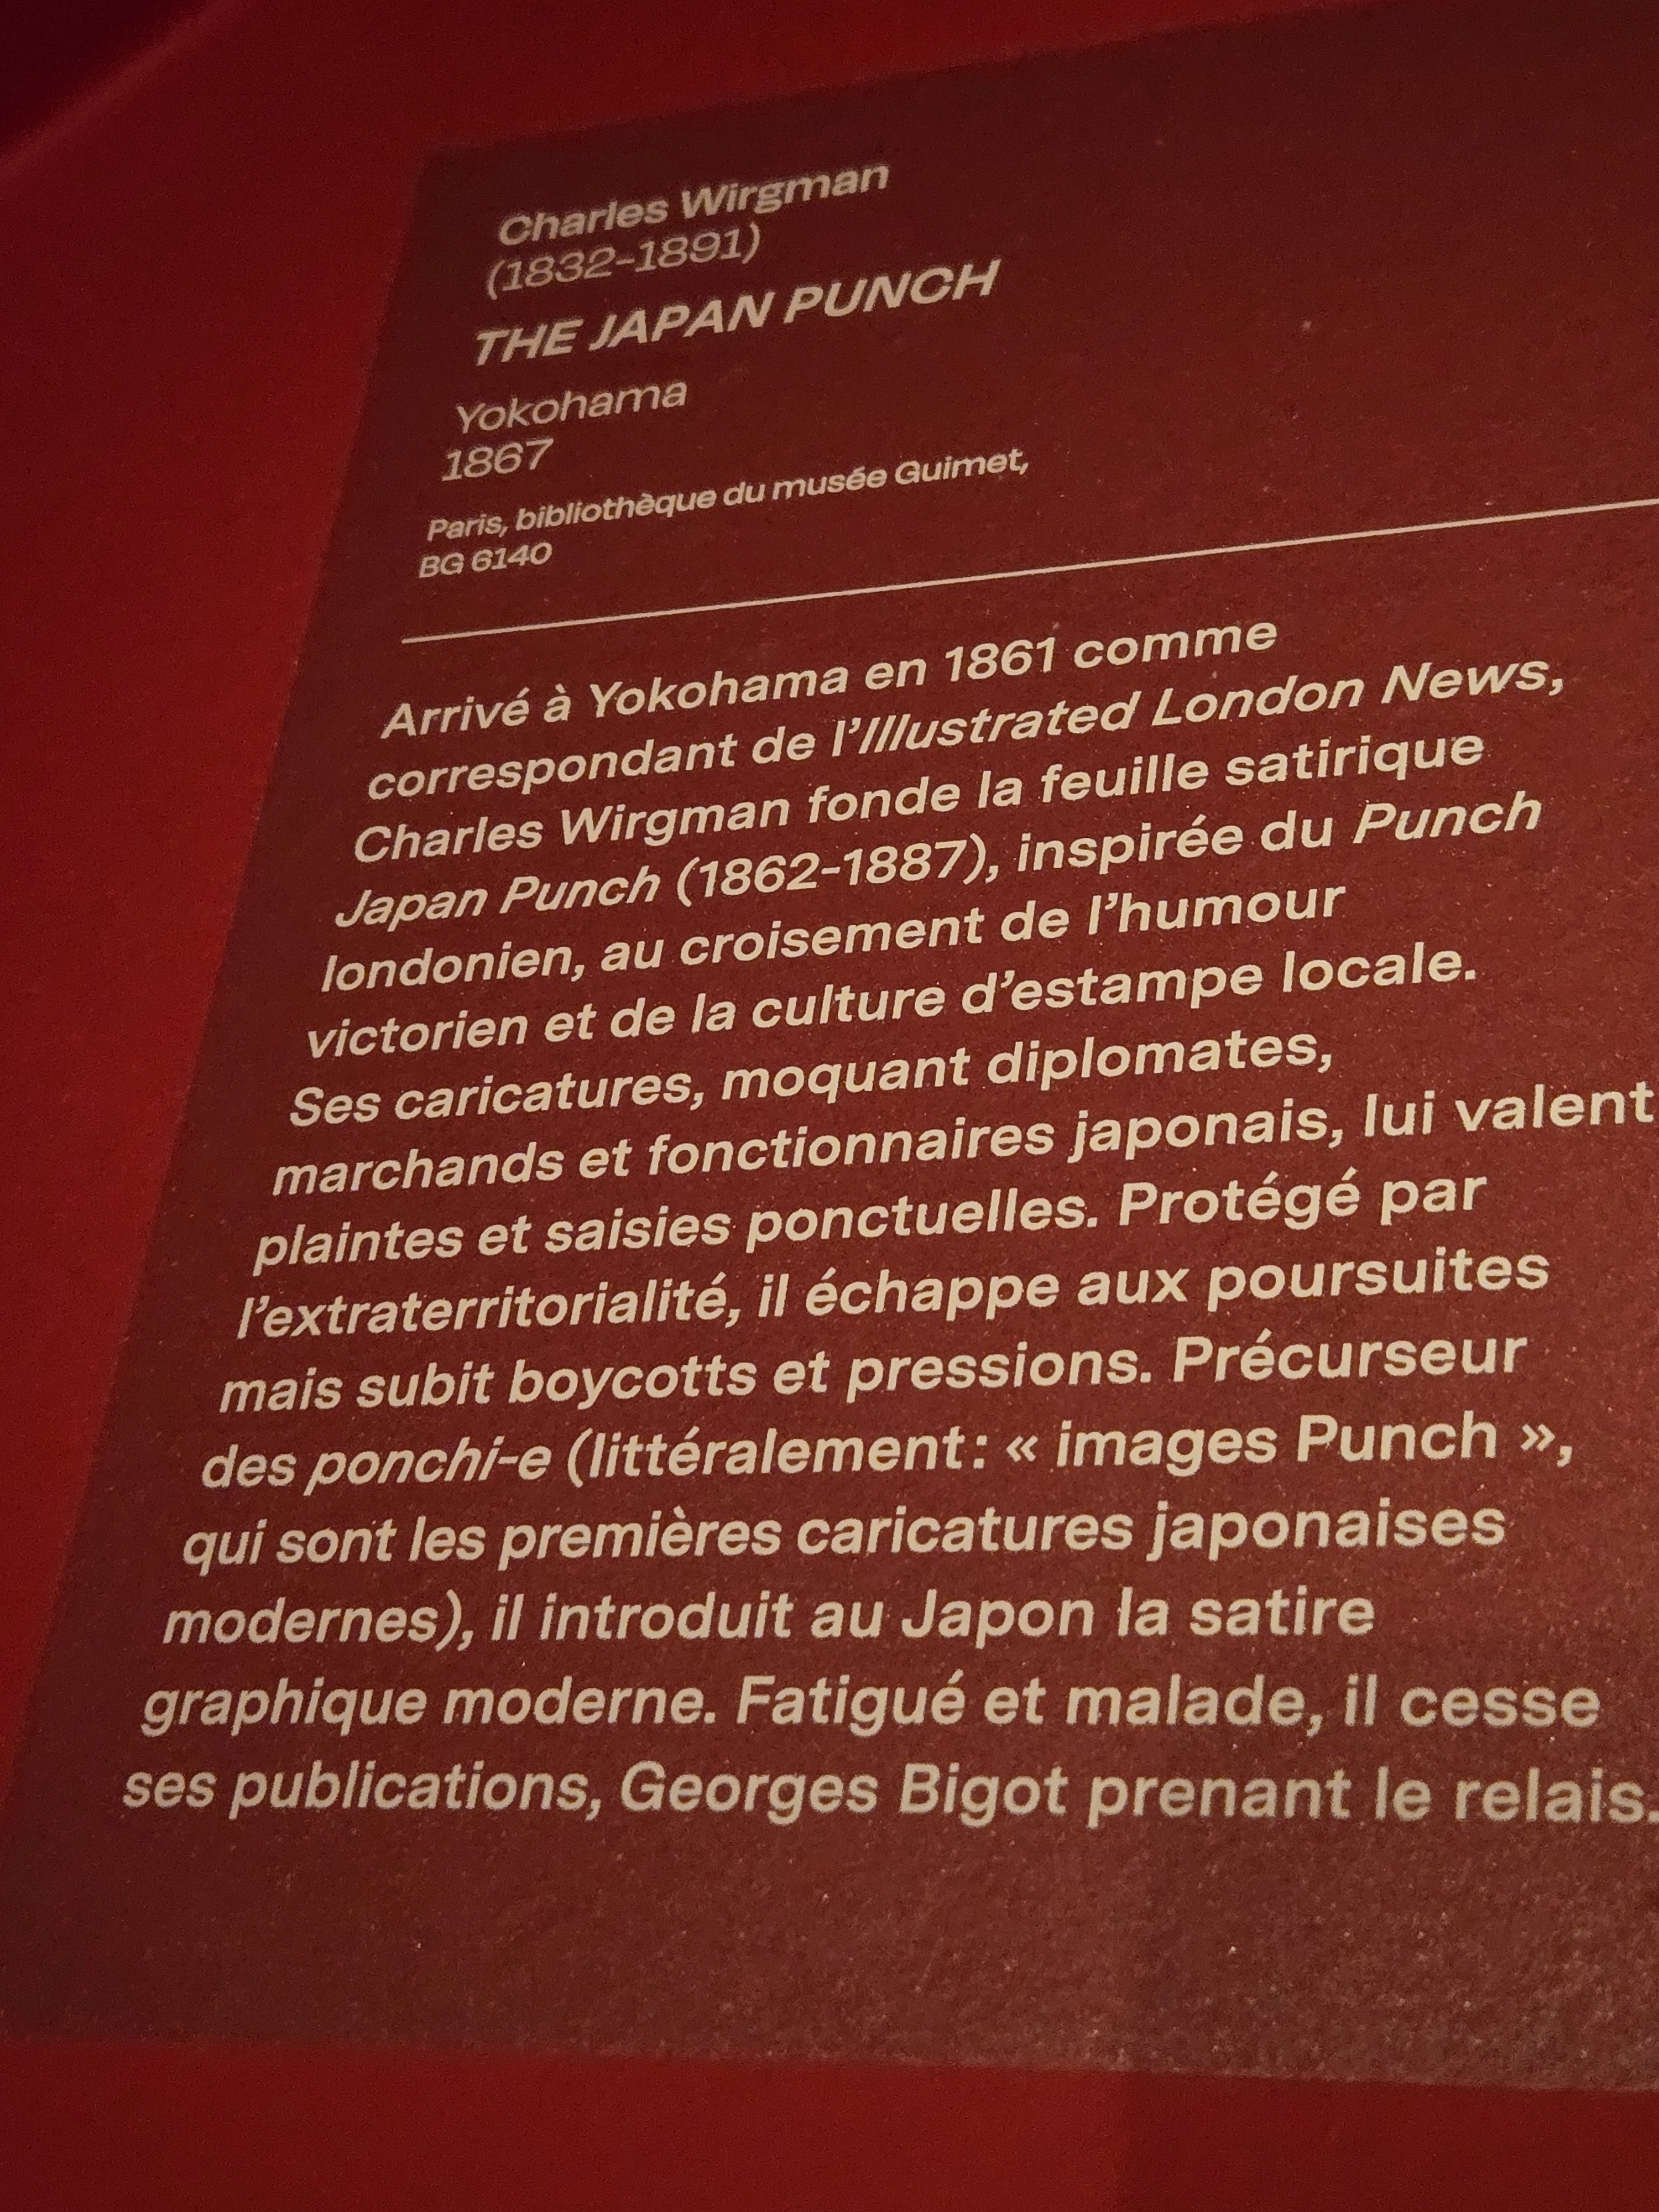 Charles Wirgman
(1832-1891)
THE JAPAN PUNCH
Yokohama
1867
Paris, bibliothèque du musée Guimet,
BG 6140
Arrivé à Yokohama en 1861 comme
correspondant de l’Illustrated London News,
Charles Wirgman fonde la feuille satirique
Japan Punch (1862-1887), inspirée du Punch
londonien, au croisement de l’humour
victorien et de la culture d’estampe locale.
Ses caricatures, moquant diplomates,
marchands et fonctionnaires japonais, lui valent
plaintes et saisies ponctuelles. Protégé par
l’extraterritorialité, il échappe aux poursuites
mais subit boycotts et pressions. Précurseur
des ponchi-e (littéralement : « images Punch »,
qui sont les premières caricatures japonaises
modernes), il introduit au Japon la satire
graphique moderne. Fatigué et malade, il cesse
ses publications, Georges Bigot prenant le relais.